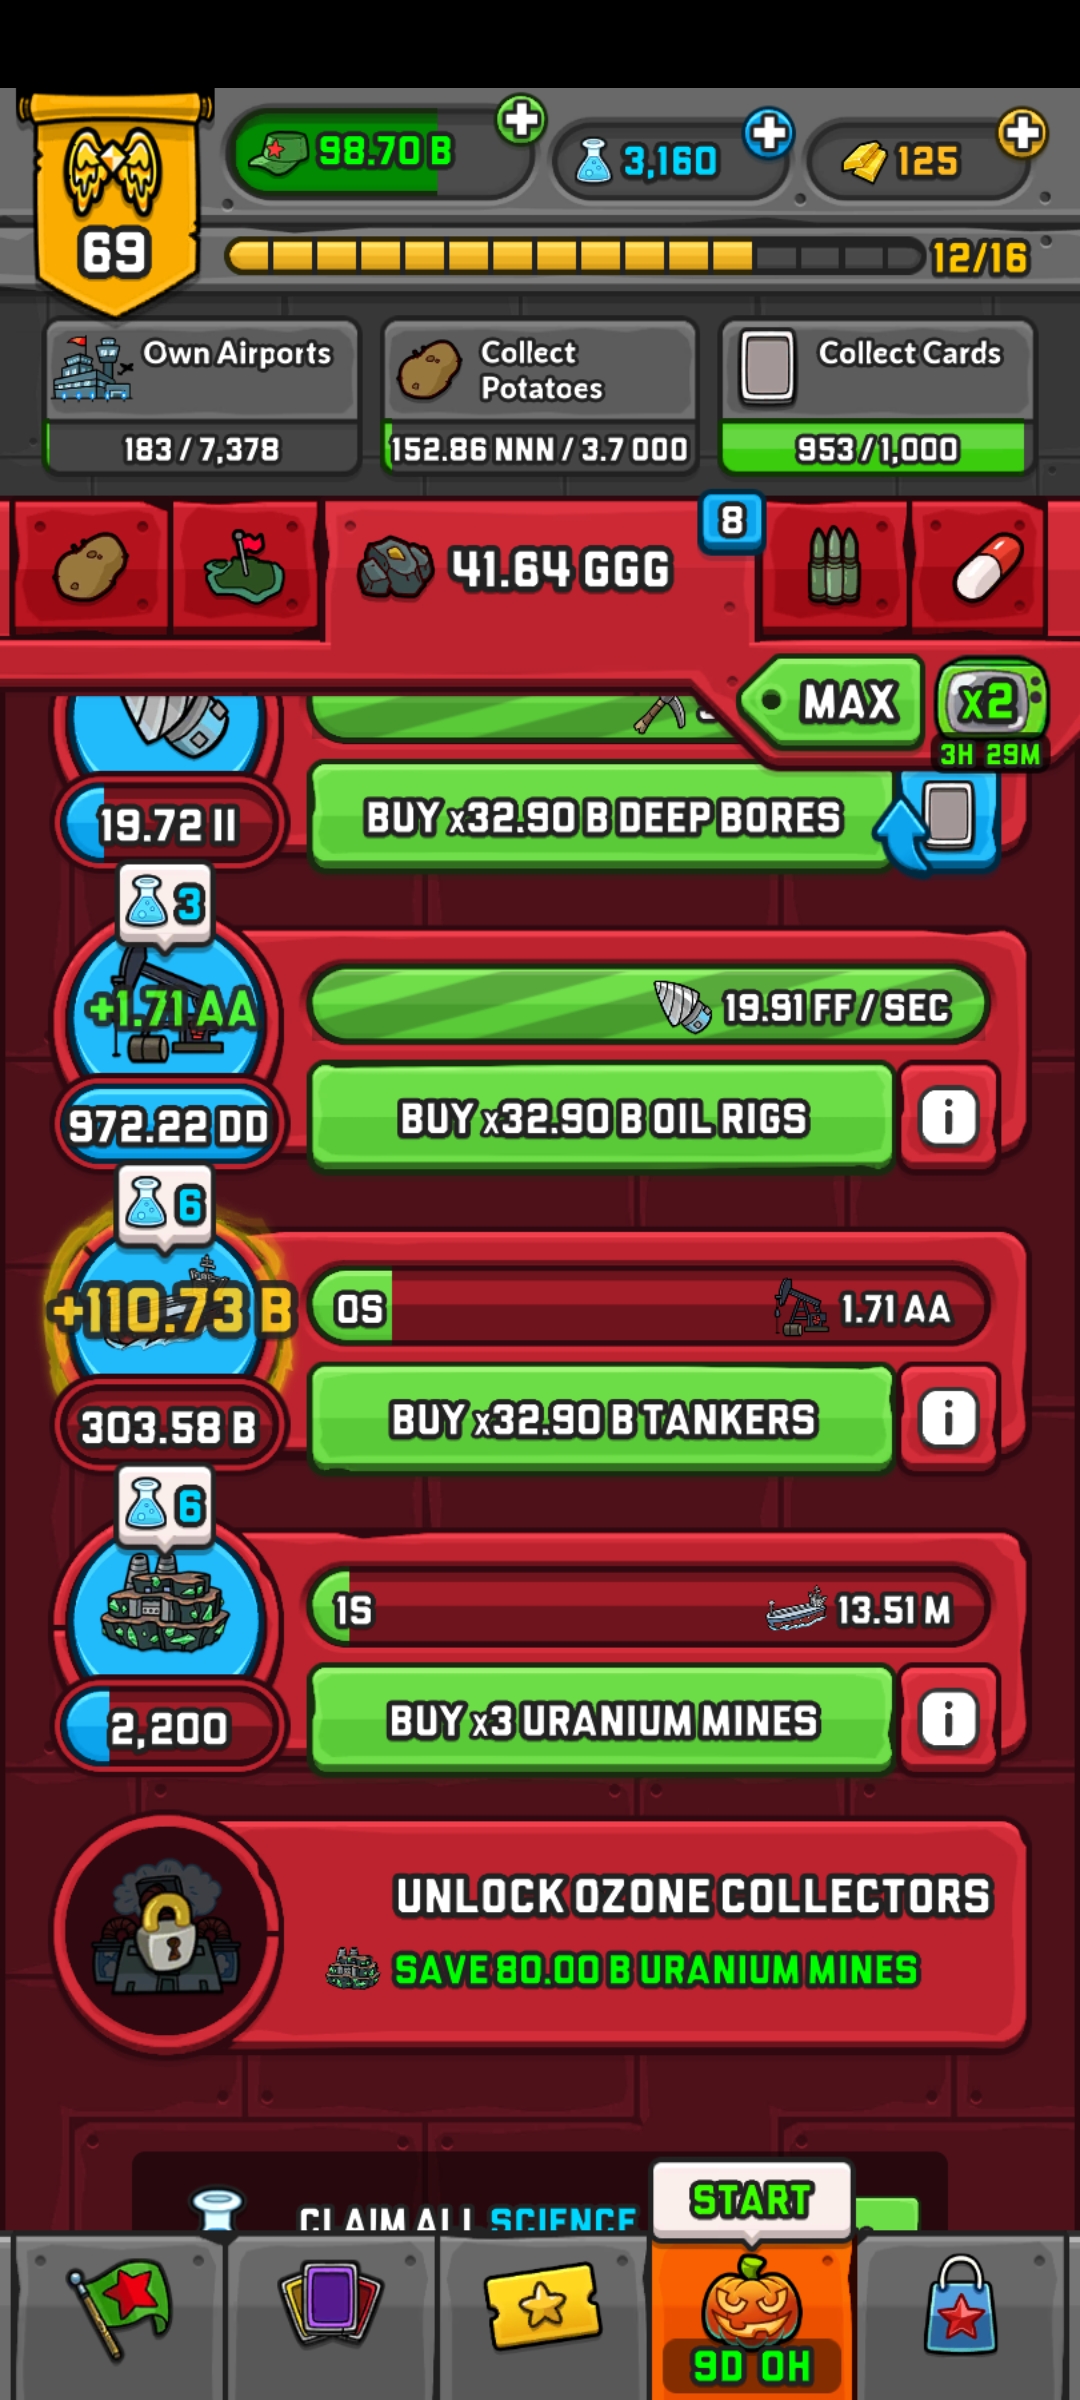 98.70 B
3,160
125
69
12/16
Own Airports
183 / 7,378
Collect
Potatoes
152.86 NNN / 3.7 000
Collect Cards
953 / 1,000
41.64 GGG
8
MAX
x2
3H 29M
19.72 II
BUY x32.90 B DEEP BORES
3
+1.71 AA
19.91 FF / SEC
972.22 DD
BUY x32.90 B OIL RIGS
i
6
+110.73 B
0S
1.71 AA
303.58 B
BUY x32.90 B TANKERS
i
6
1S
13.51 M
2,200
BUY x3 URANIUM MINES
i
UNLOCK OZONE COLLECTORS
SAVE 80.00 B URANIUM MINES
CLAIM ALL SCIENCE
START
9D 0H